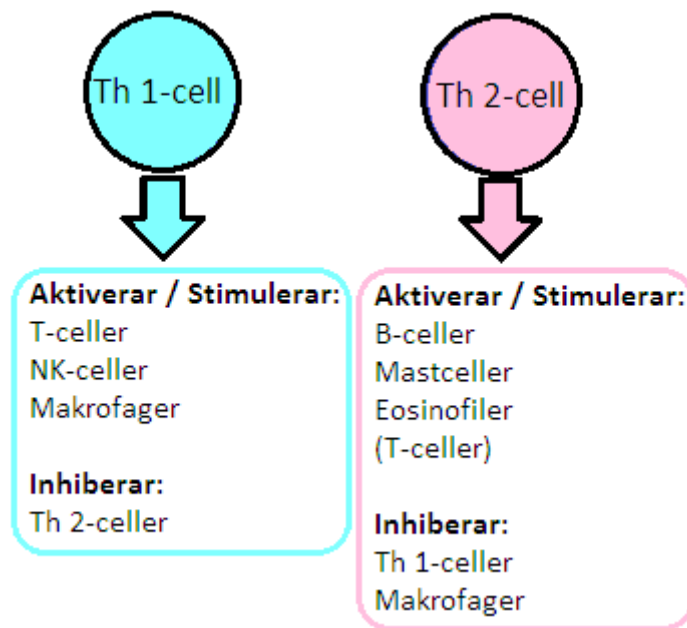 Th 1-cell
Aktiverar / Stimulerar:
T-celler
NK-celler
Makrofager
Inhiberar:
Th 2-celler
Th 2-cell
Aktiverar / Stimulerar:
B-celler
Mastceller
Eosinofiler
(T-celler)
Inhiberar:
Th 1-celler
Makrofager